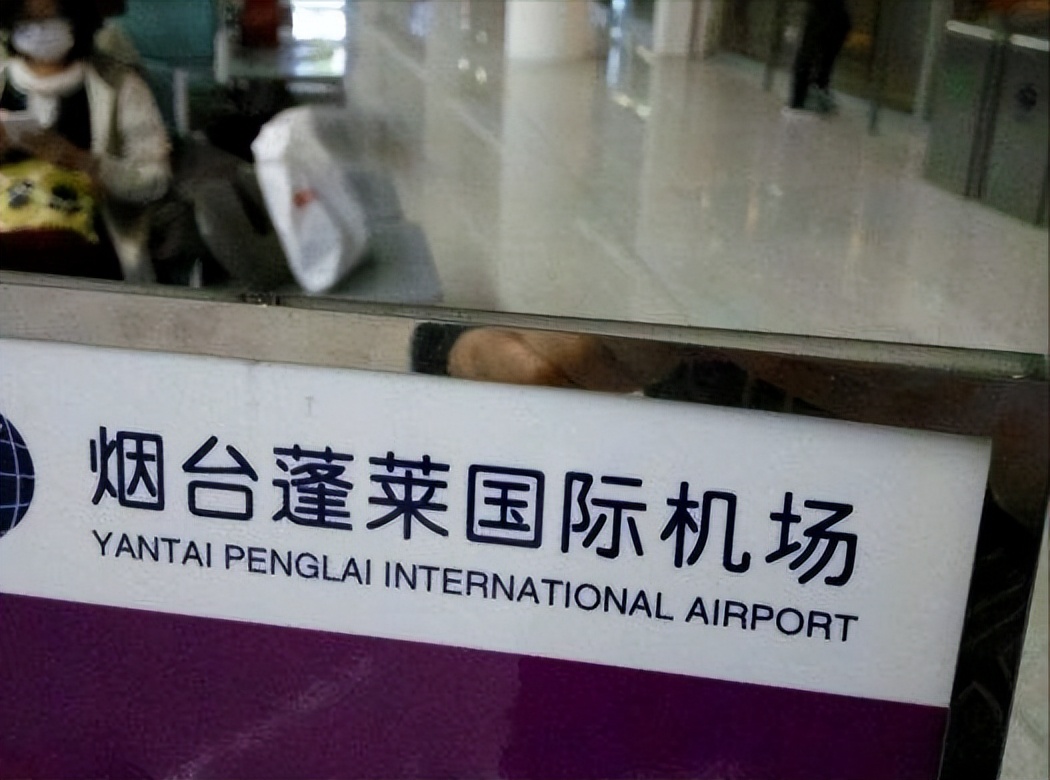 烟台蓬莱国际机场
YANTAI PENGLAI INTERNATIONAL AIRPORT